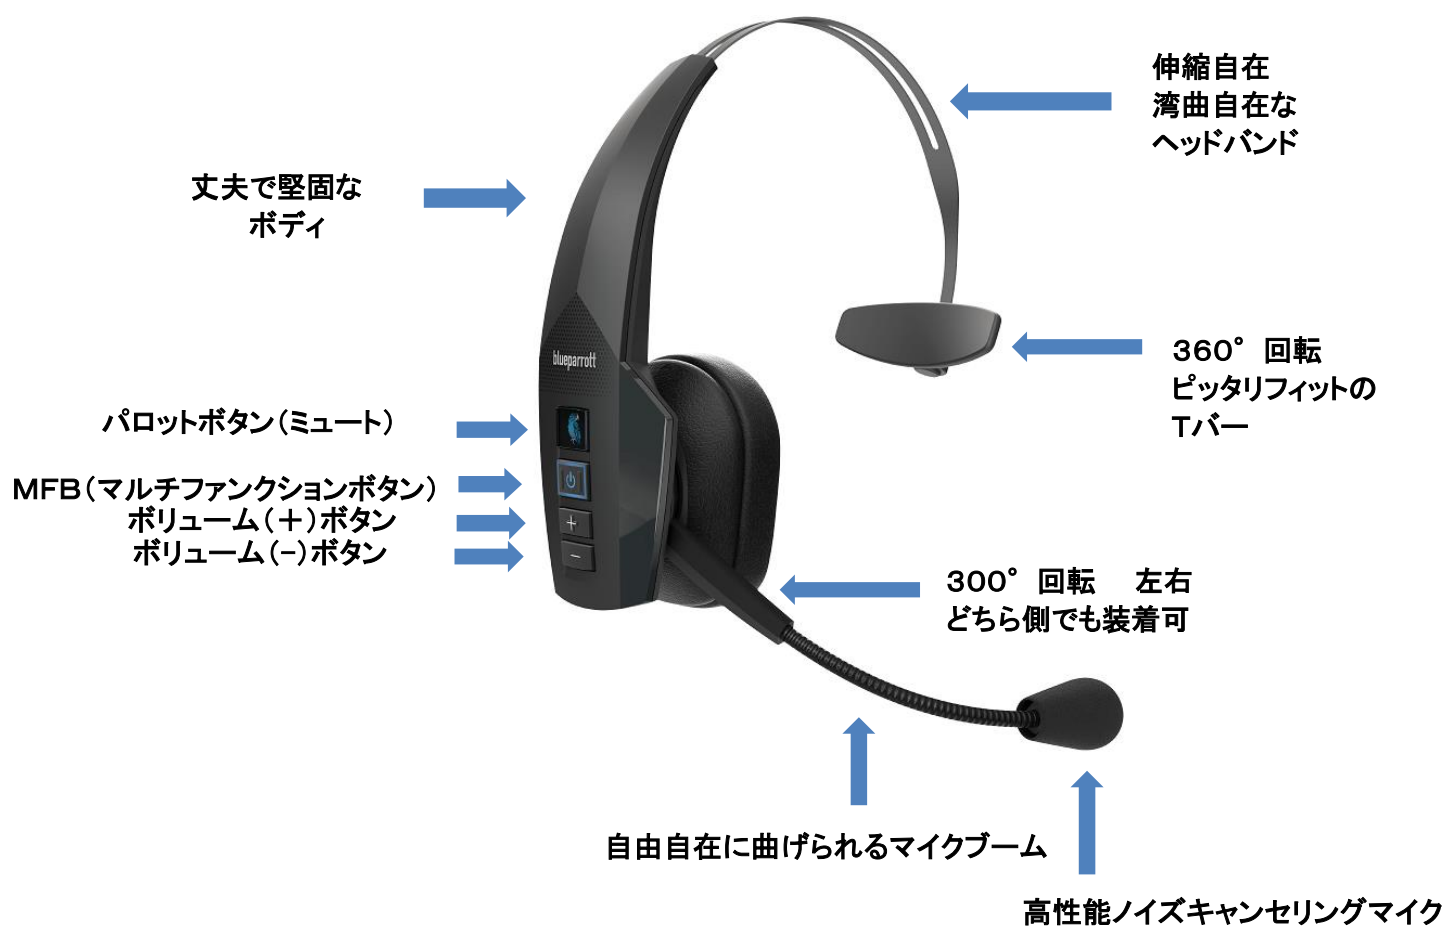 伸縮自在
湾曲自在な
ヘッドバンド
丈夫で堅固な
ボディ
360°回転
ピッタリフィットの
Tバー
blueparrott
パロットボタン(ミュート)
MFB(マルチファンクションボタン)
ボリューム(+)ボタン
ボリューム(-)ボタン
300°回転 左右
どちら側でも装着可
自由自在に曲げられるマイクブーム
高性能ノイズキャンセリングマイク